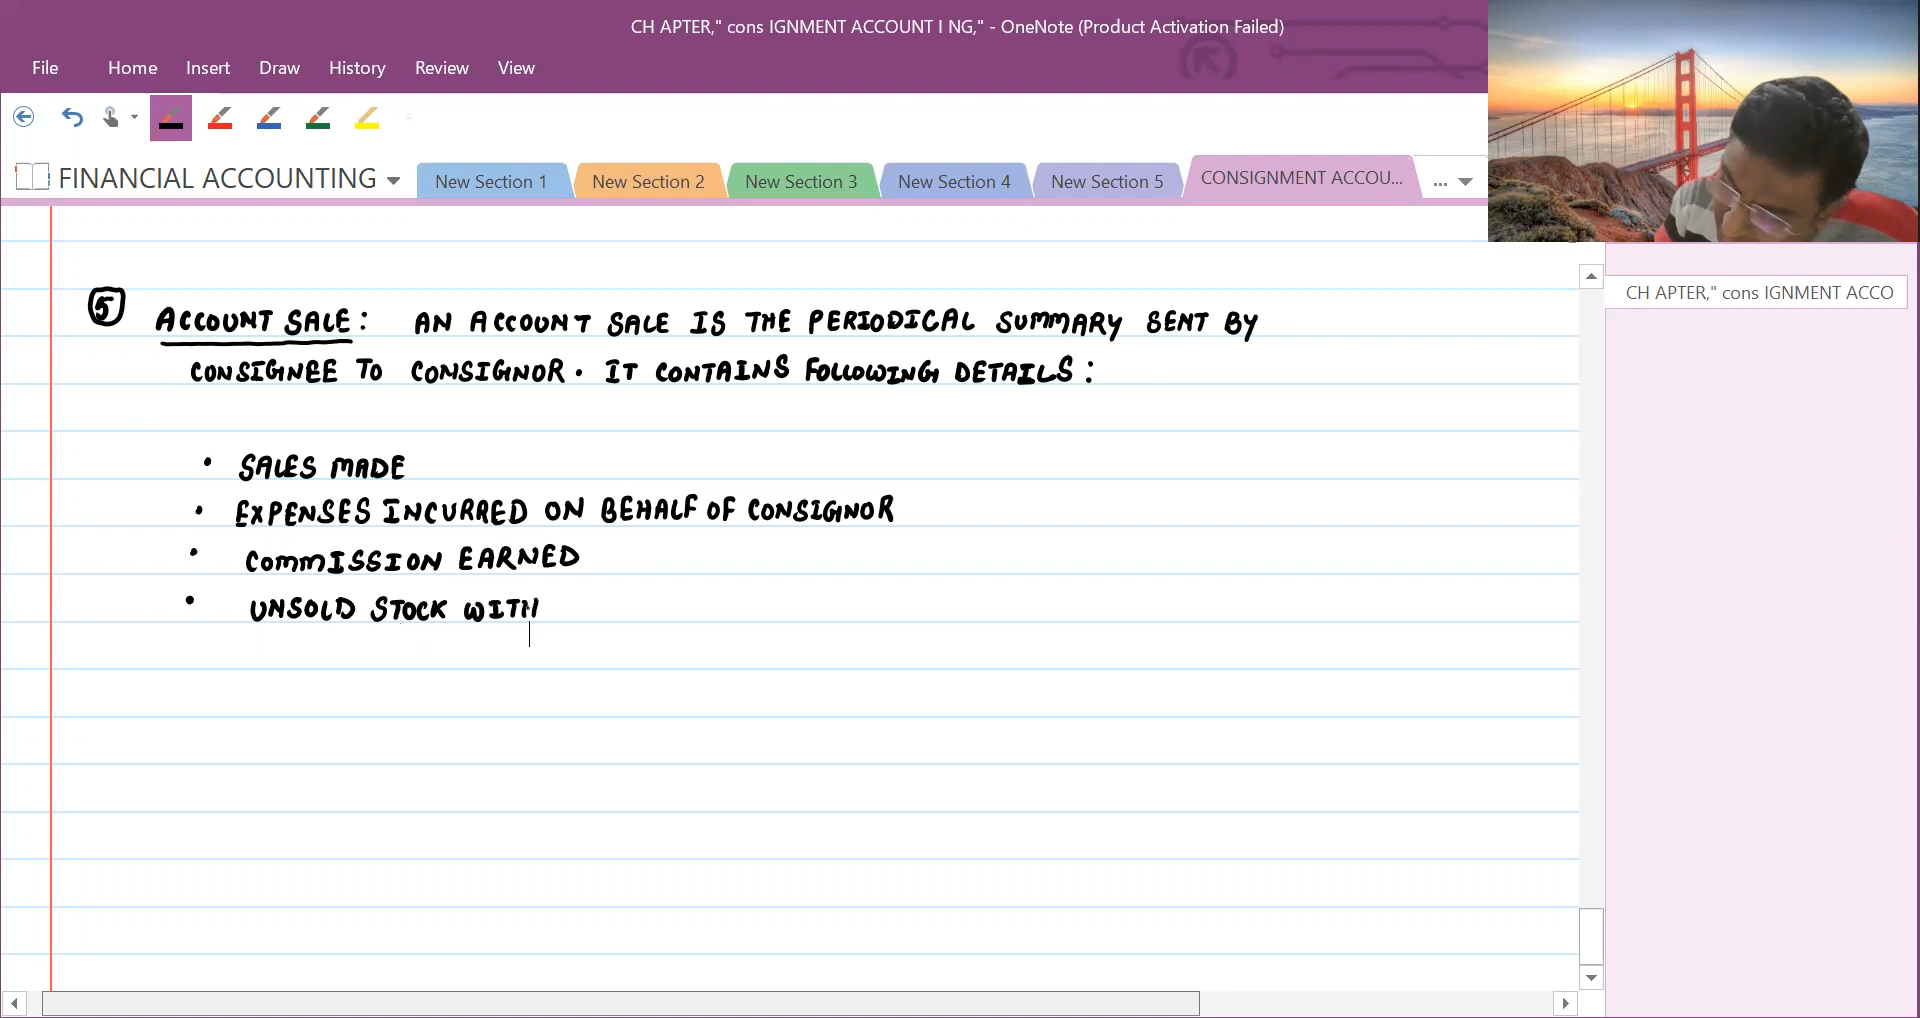 CH APTER," cons IGNMENT ACCOUNT I NG," - OneNote (Product Activation Failed)
File Home Insert Draw History Review View
FINANCIAL ACCOUNTING New Section 1 New Section 2 New Section 3 New Section 4 New Section 5 CONSIGNMENT ACCOU... ...
CH APTER," cons IGNMENT ACCO
5 ACCOUNT SALE: AN ACCOUNT SALE IS THE PERIODICAL SUMMARY SENT BY
CONSIGNEE TO CONSIGNOR. IT CONTAINS FOLLOWING DETAILS:
• SALES MADE
• EXPENSES INCURRED ON BEHALF OF CONSIGNOR
• COMMISSION EARNED
• UNSOLD STOCK WITH